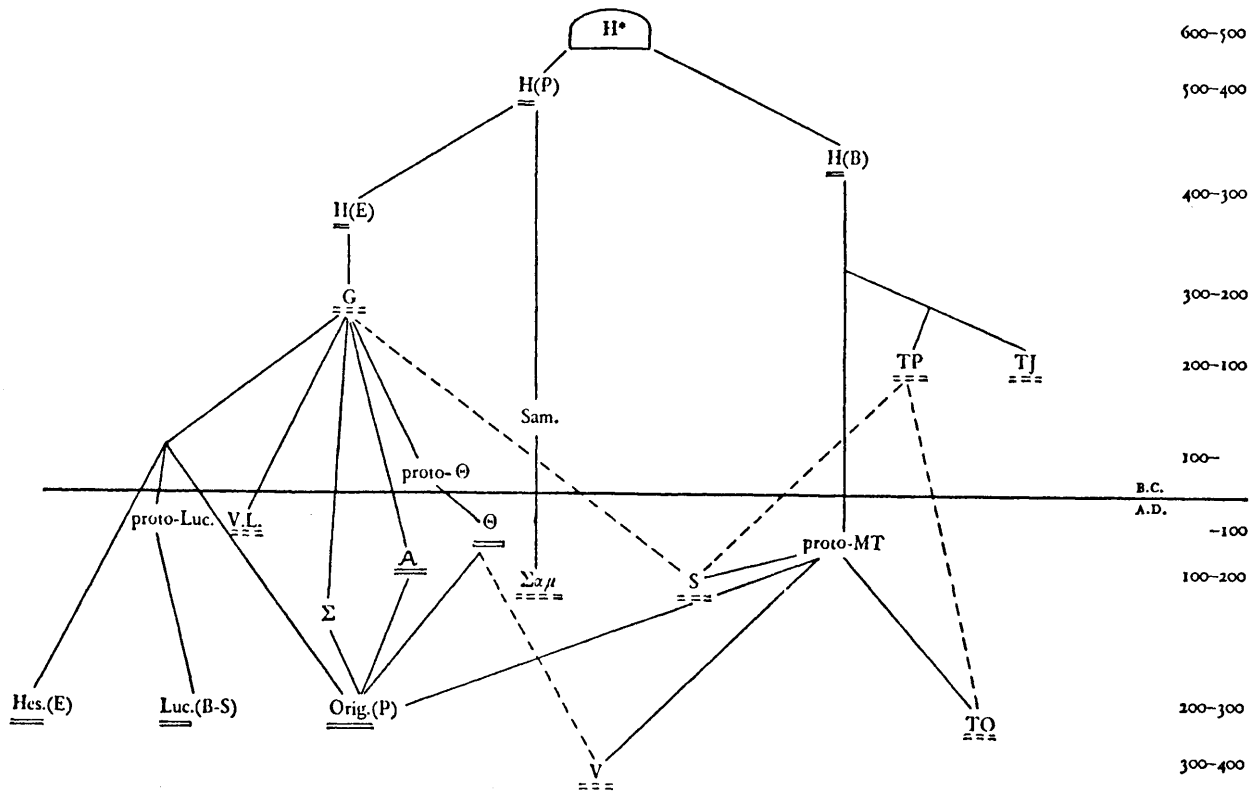 H* 600–500
H(P) 500–400
H(B)
H(E) 400–300
G 300–200
TP TJ 200–100
Sam.
proto-Θ 100–
B.C.
A.D.
proto-Luc. V.L. Θ proto-MT –100
A Σαμ S 100–200
Σ
Hes.(E) Luc.(B-S) Orig.(P) TO 200–300
V 300–400